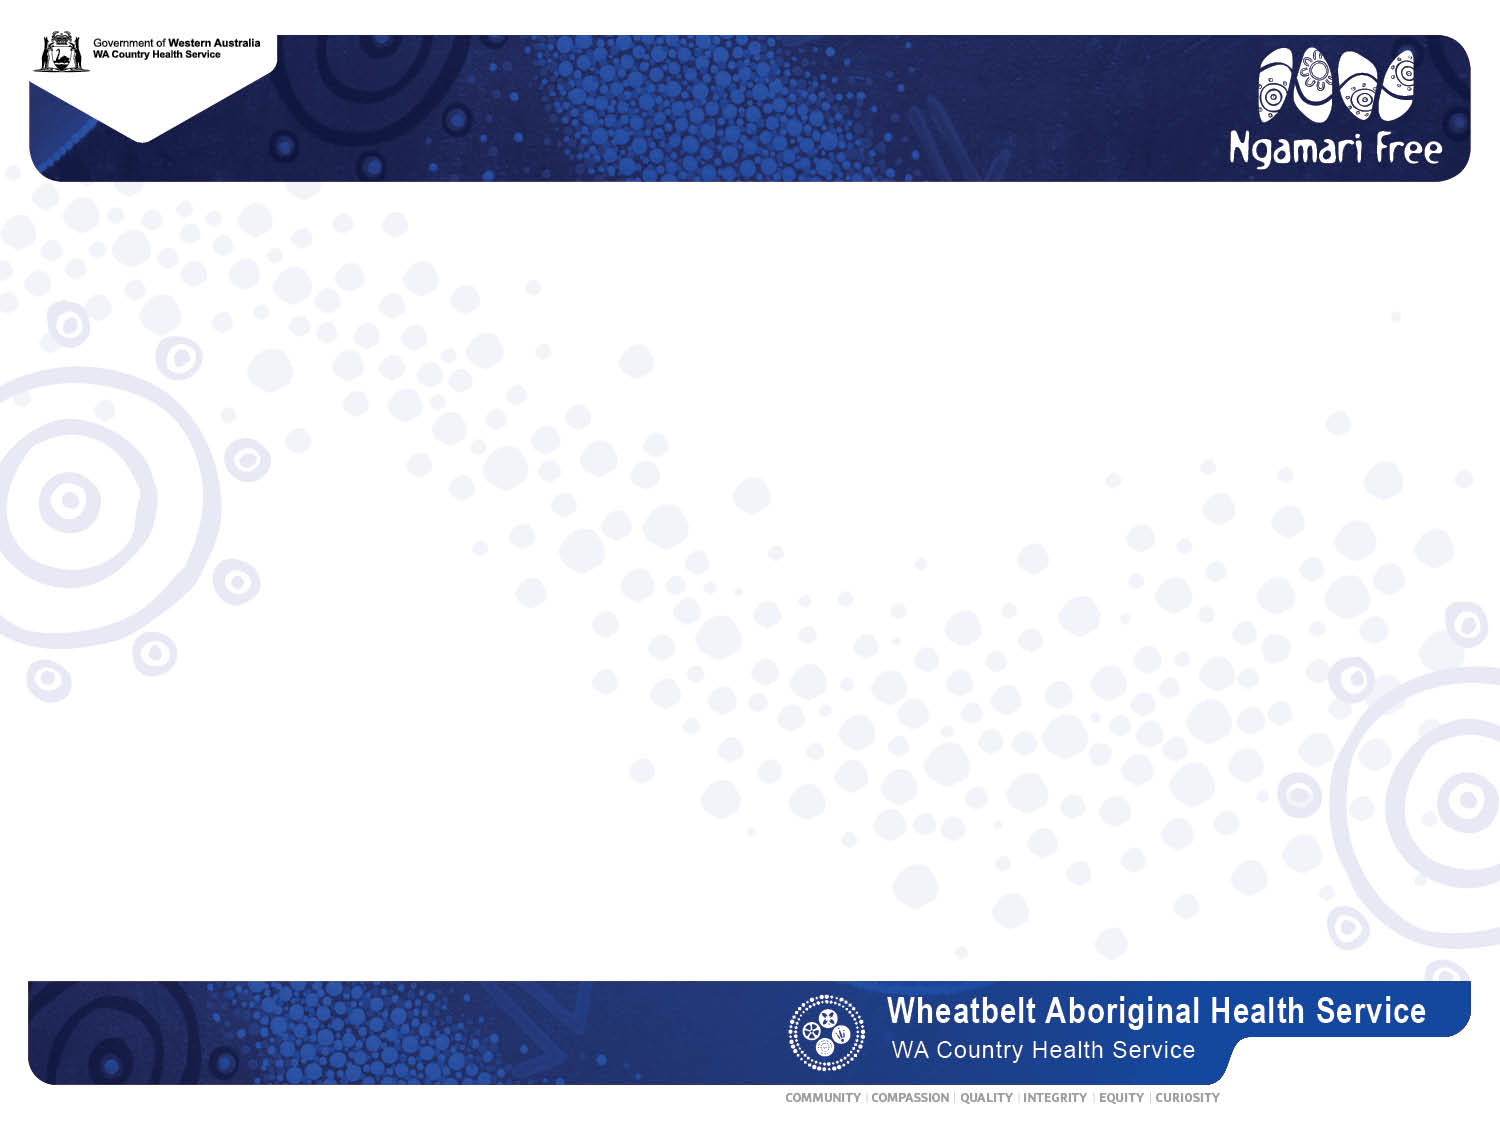 Government of Western Australia
WA Country Health Service
Ngamari Free
Wheatbelt Aboriginal Health Service
WA Country Health Service
COMMUNITY | COMPASSION | QUALITY | INTEGRITY | EQUITY | CURIOSITY